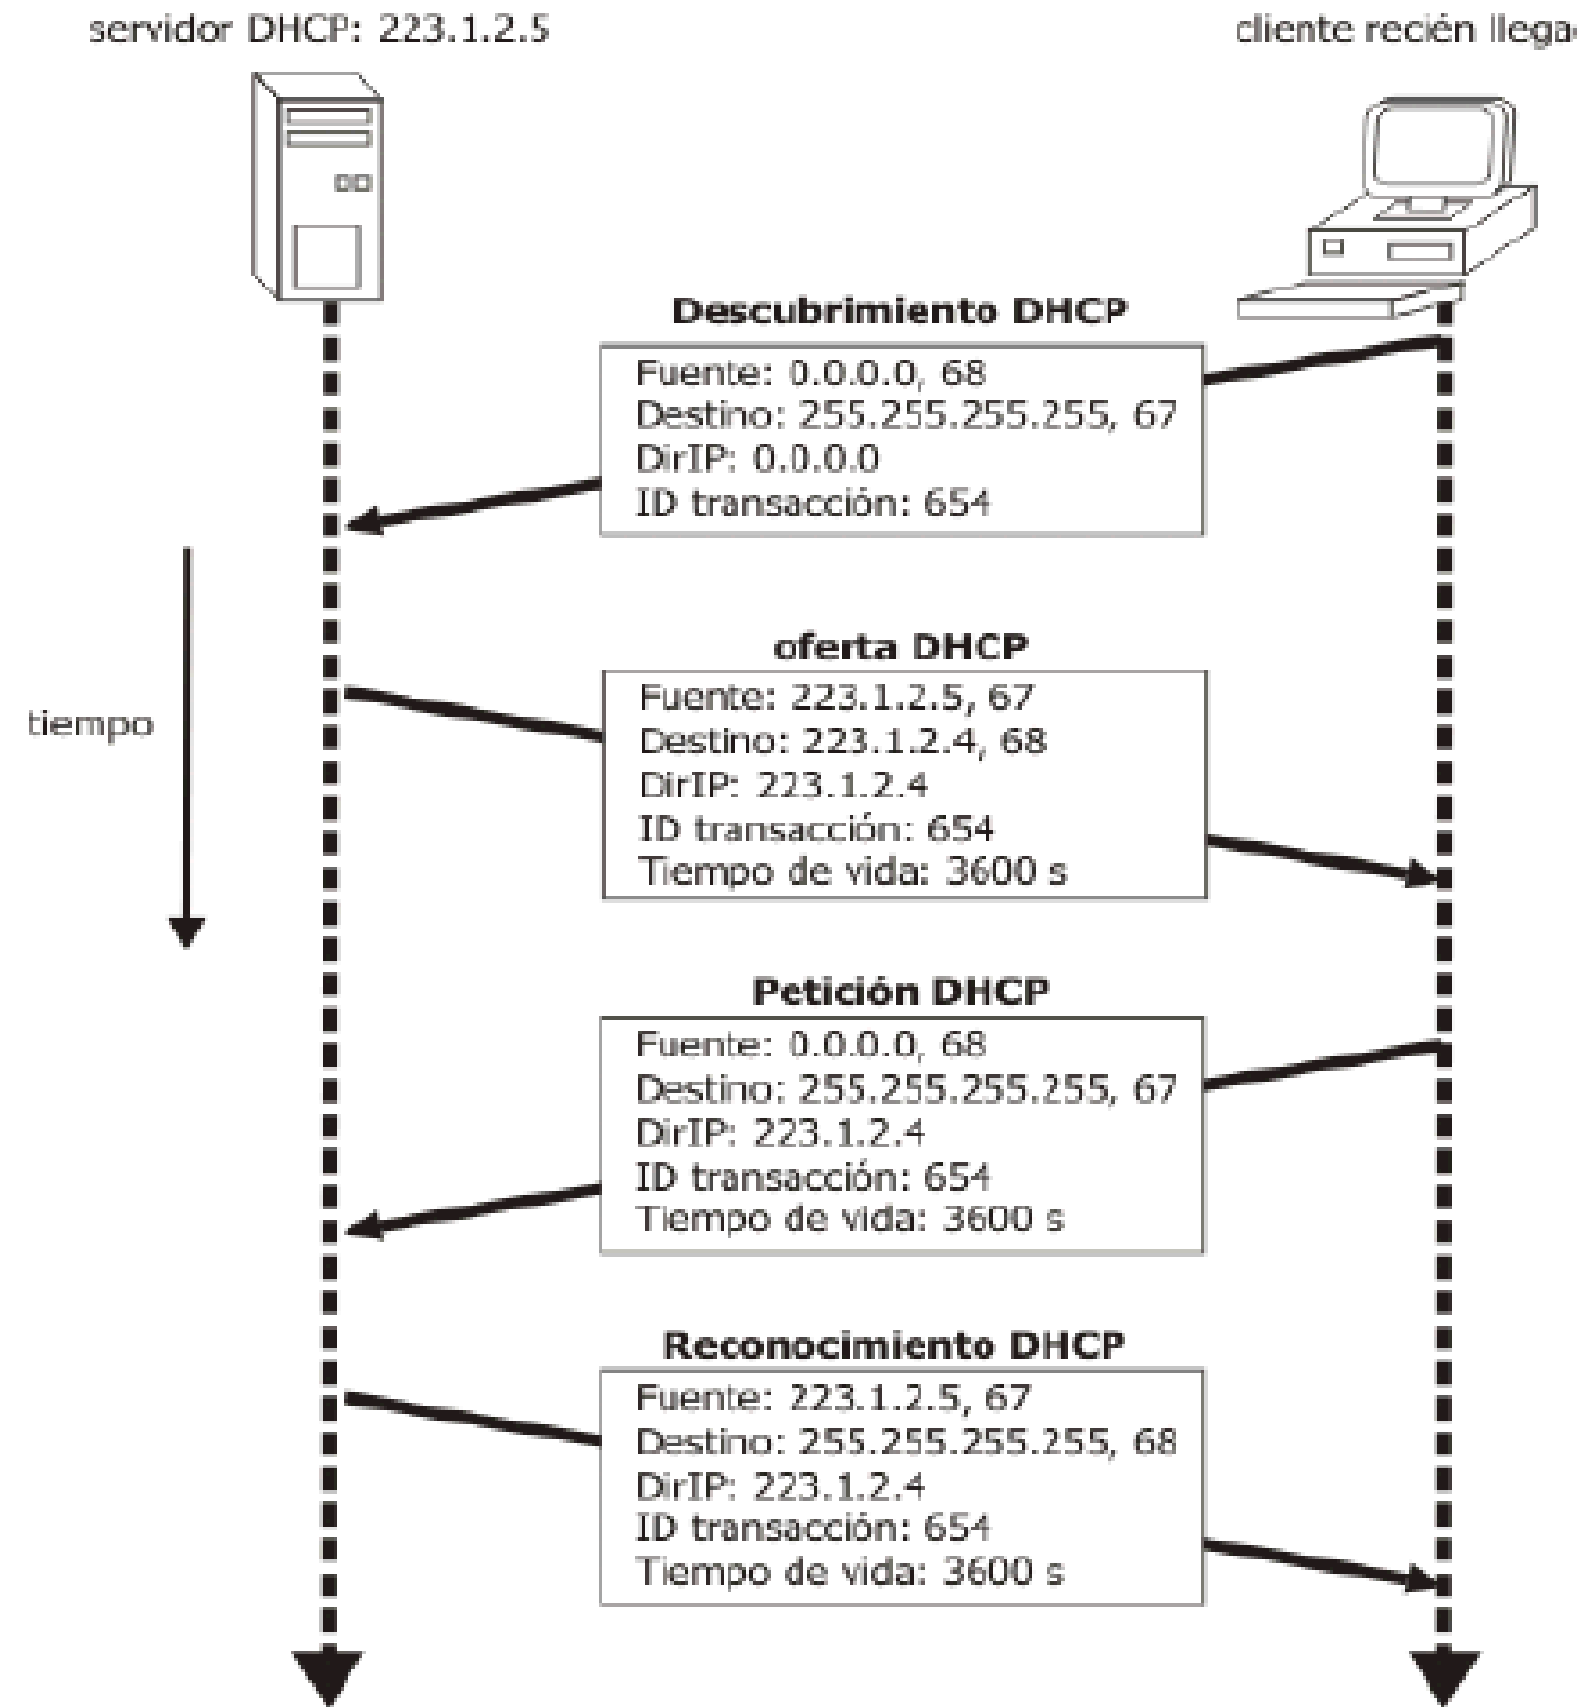 servidor DHCP: 223.1.2.5
cliente recién llega
Descubrimiento DHCP
Fuente: 0.0.0.0, 68
Destino: 255.255.255.255, 67
DirIP: 0.0.0.0
ID transacción: 654
oferta DHCP
Fuente: 223.1.2.5, 67
Destino: 223.1.2.4, 68
DirIP: 223.1.2.4
ID transacción: 654
Tiempo de vida: 3600 s
tiempo
Petición DHCP
Fuente: 0.0.0.0, 68
Destino: 255.255.255.255, 67
DirIP: 223.1.2.4
ID transacción: 654
Tiempo de vida: 3600 s
Reconocimiento DHCP
Fuente: 223.1.2.5, 67
Destino: 255.255.255.255, 68
DirIP: 223.1.2.4
ID transacción: 654
Tiempo de vida: 3600 s